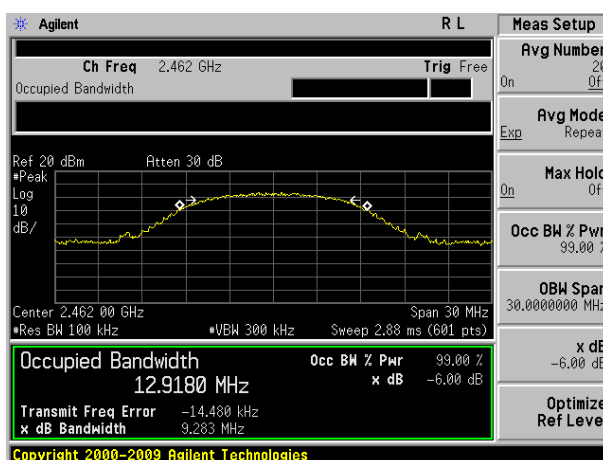 Agilent R L
Meas Setup
Ch Freq 2.462 GHz Trig Free
Occupied Bandwidth
Avg Number
20
On Of
Avg Mode
Exp Repea
Max Hold
On Of
Occ BW % Pwr
99.00 %
OBW Span
30.0000000 MHz
x dB
-6.00 dB
Optimize
Ref Leve
Ref 20 dBm Atten 30 dB
#Peak
Log
10
dB/
Center 2.462 00 GHz Span 30 MHz
#Res BW 100 kHz #VBW 300 kHz Sweep 2.88 ms (601 pts)
Occupied Bandwidth Occ BW % Pwr 99.00 %
12.9180 MHz x dB -6.00 dB
Transmit Freq Error -14.480 kHz
x dB Bandwidth 9.283 MHz
Copyright 2000-2009 Agilent Technologies